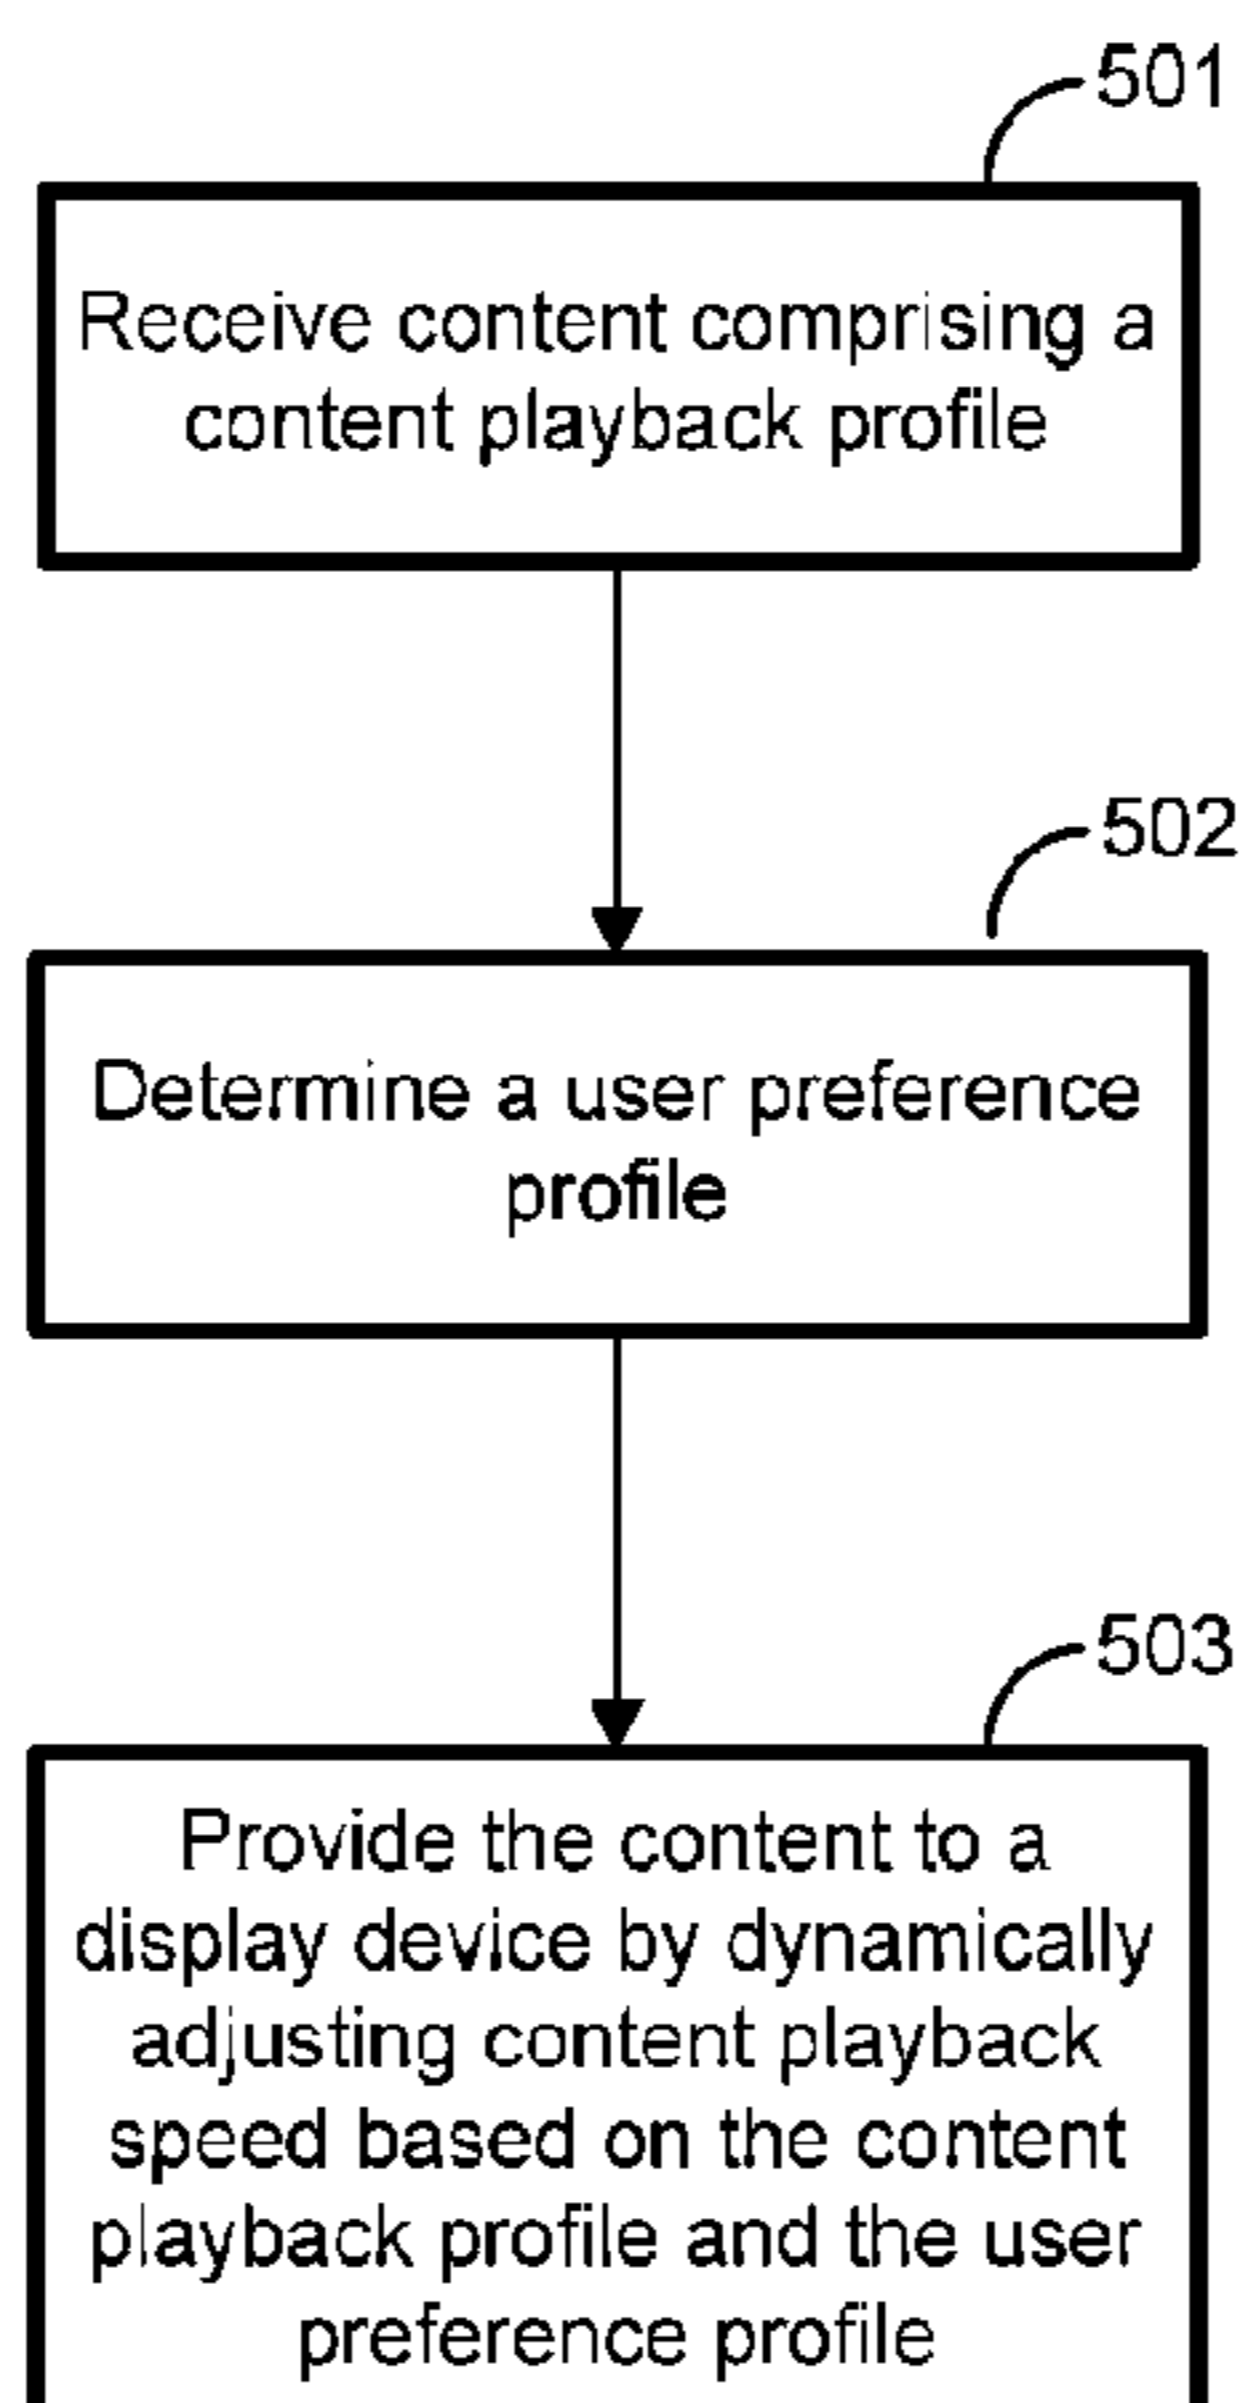 501
Receive content comprising a
content playback profile
502
Determine a user preference
profile
503
Provide the content to a
display device by dynamically
adjusting content playback
speed based on the content
playback profile and the user
preference profile